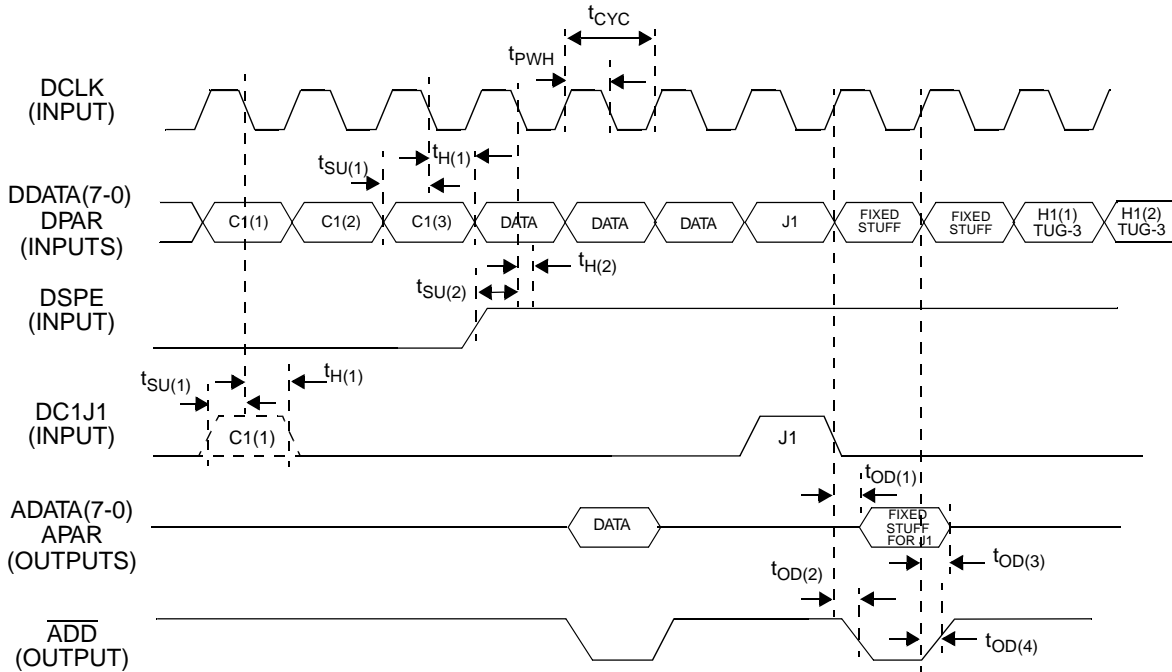 tCYC
tPWH
DCLK
(INPUT)
tSU(1)
tH(1)
DDATA(7-0)
DPAR
(INPUTS)
C1(1)
C1(2)
C1(3)
DATA
DATA
DATA
J1
FIXED
STUFF
FIXED
STUFF
H1(1)
TUG-3
H1(2)
TUG-3
tH(2)
tSU(2)
DSPE
(INPUT)
tSU(1)
tH(1)
DC1J1
(INPUT)
C1(1)
J1
tOD(1)
ADATA(7-0)
APAR
(OUTPUTS)
DATA
FIXED
STUFF
FOR J1
tOD(3)
tOD(2)
ADD
(OUTPUT)
tOD(4)